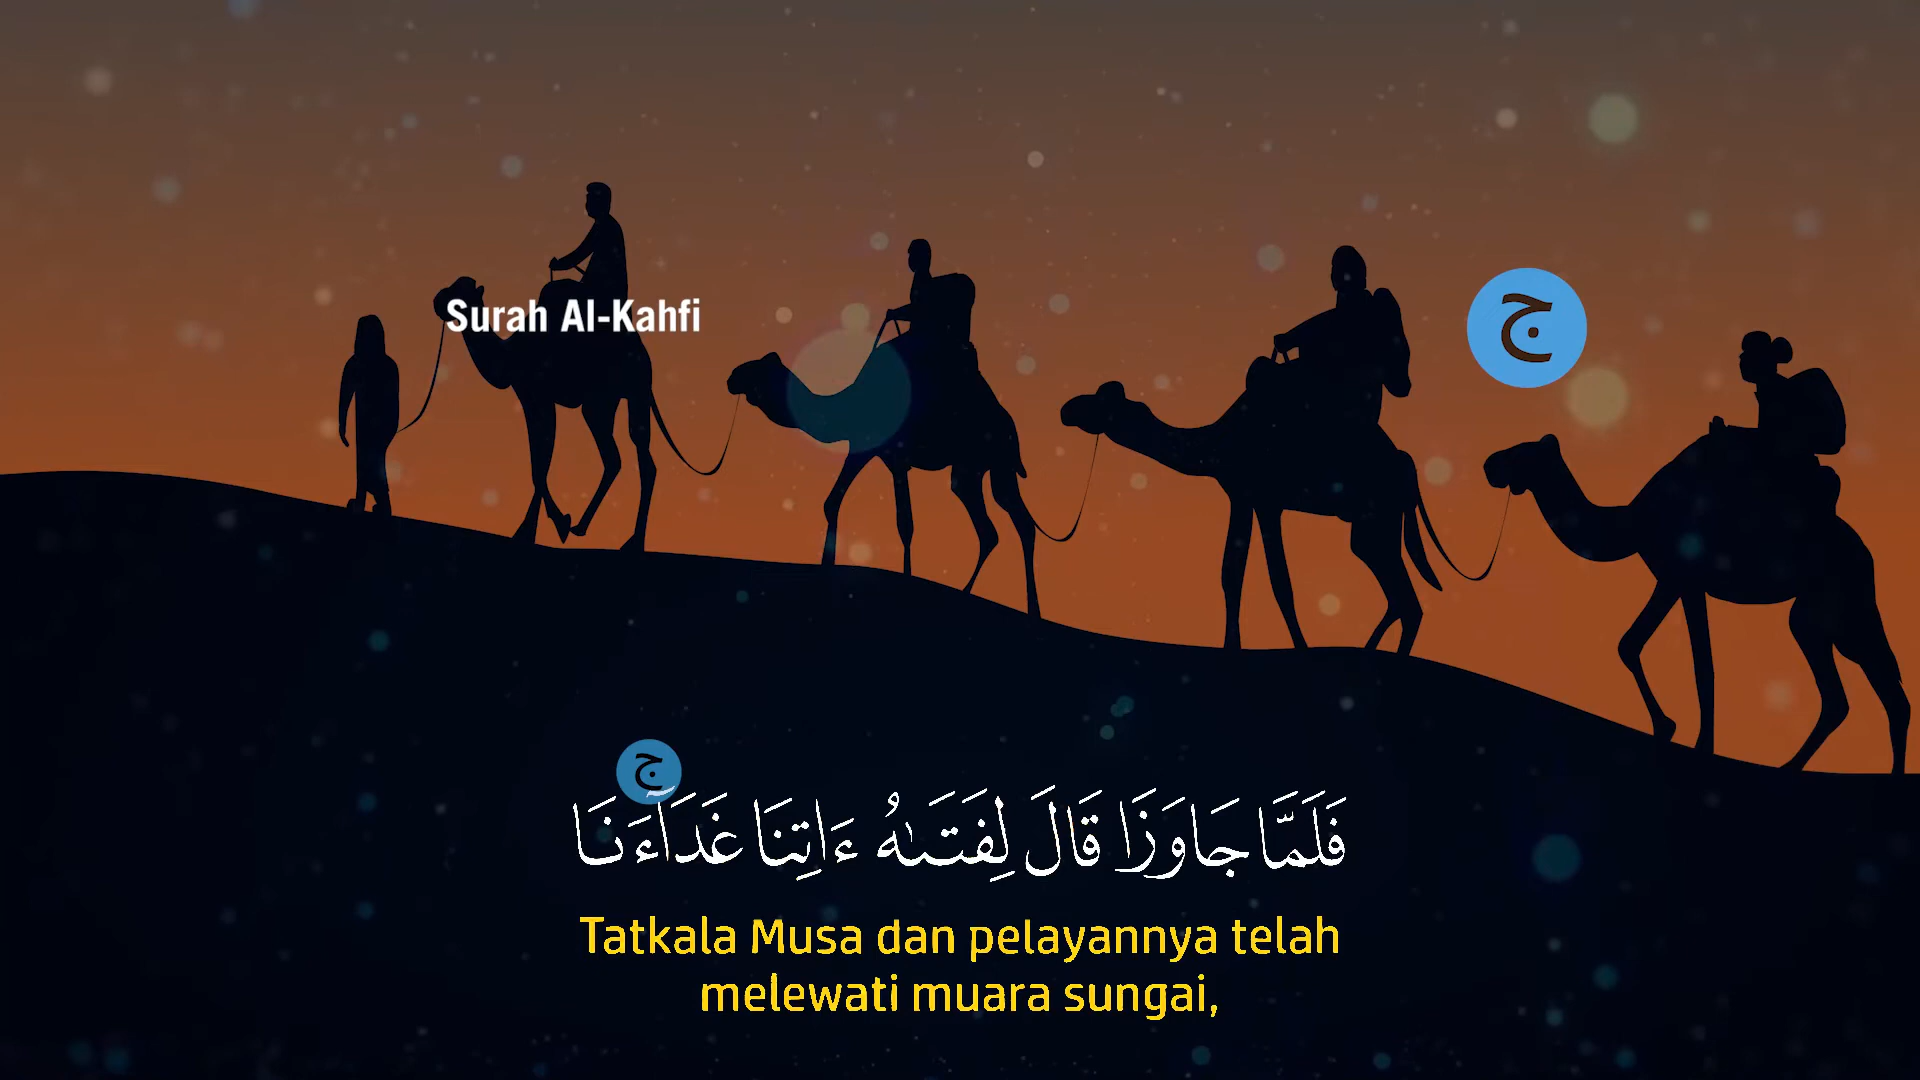 Surah Al-Kahfi
ج
ج
فَلَمَّا جَاوَزَا قَالَ لِفَتَىٰهُ ءَاتِنَا غَدَآءَنَا
Tatkala Musa dan pelayannya telah
melewati muara sungai,